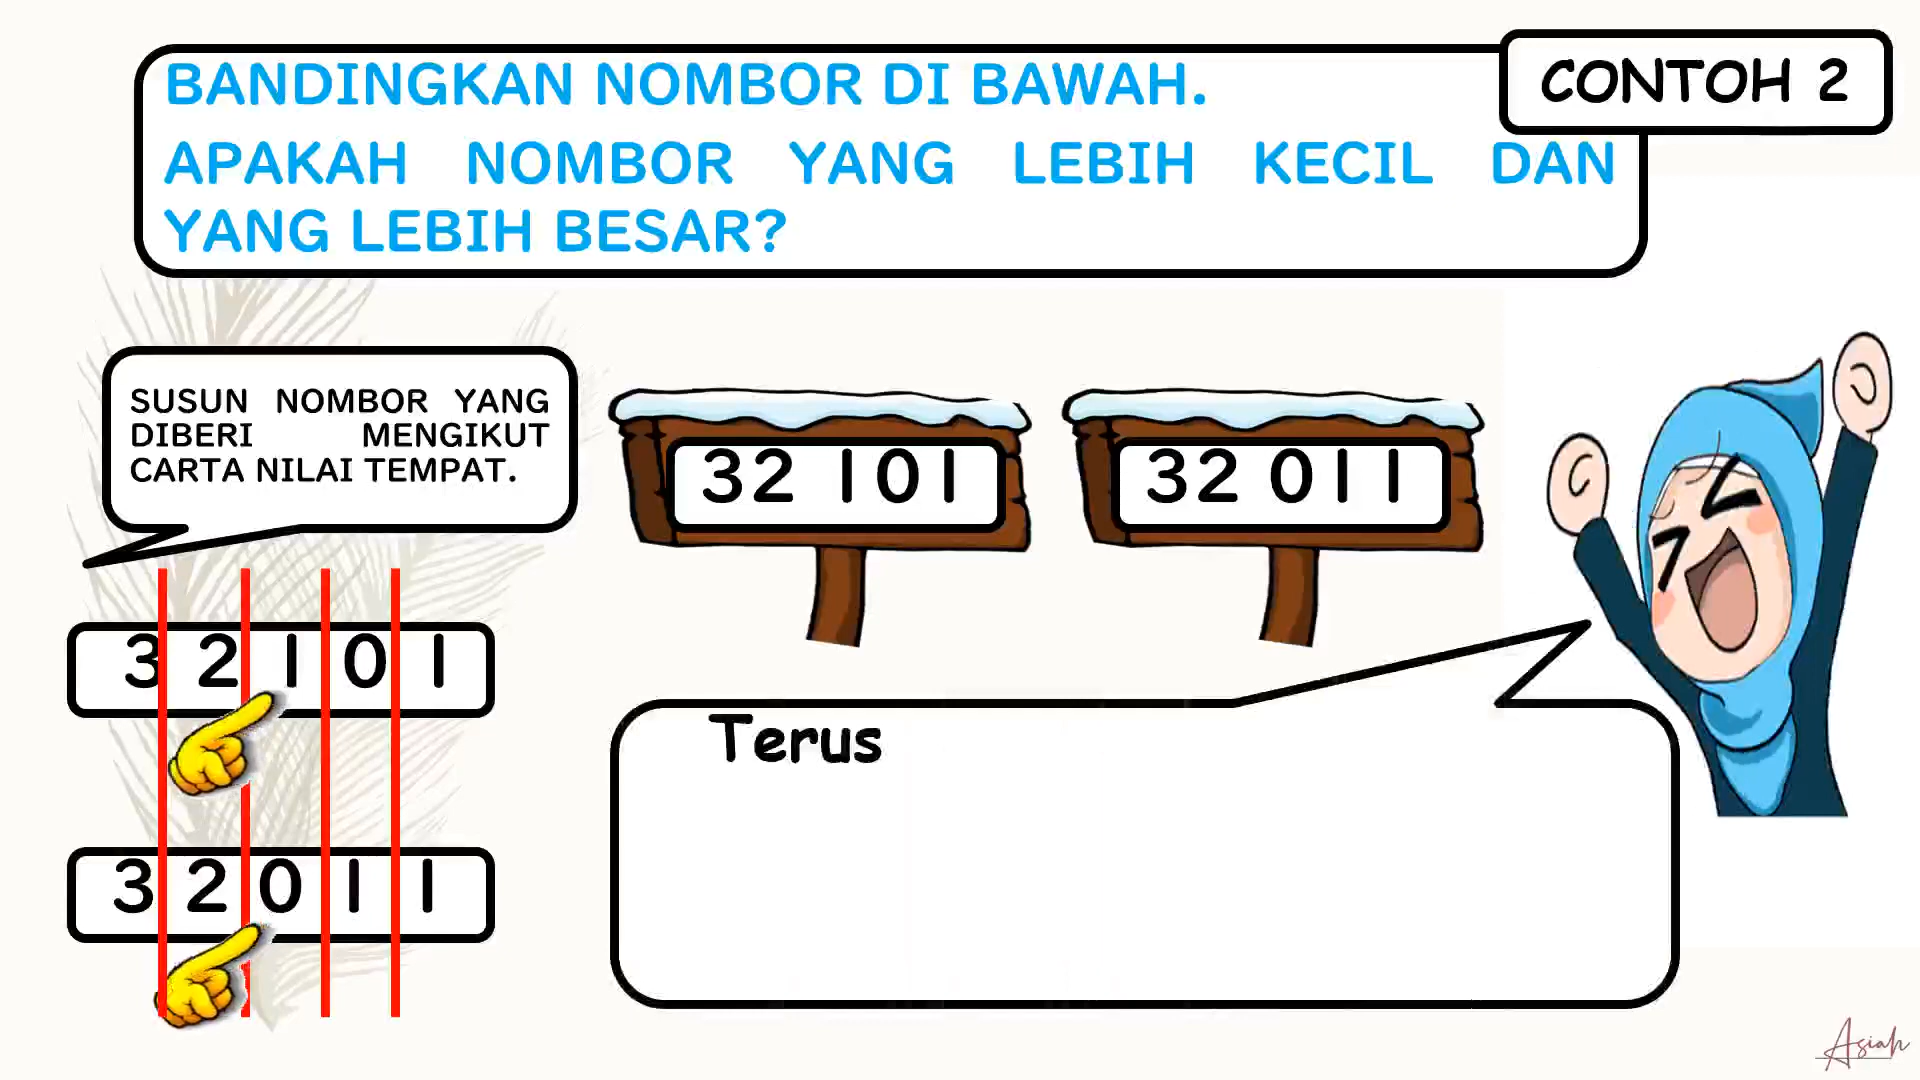 BANDINGKAN NOMBOR DI BAWAH.
APAKAH NOMBOR YANG LEBIH KECIL DAN
YANG LEBIH BESAR?
CONTOH 2
SUSUN NOMBOR YANG
DIBERI MENGIKUT
CARTA NILAI TEMPAT.
32 101
32 011
3 2 1 0 1
3 2 0 1 1
Terus
Asiah